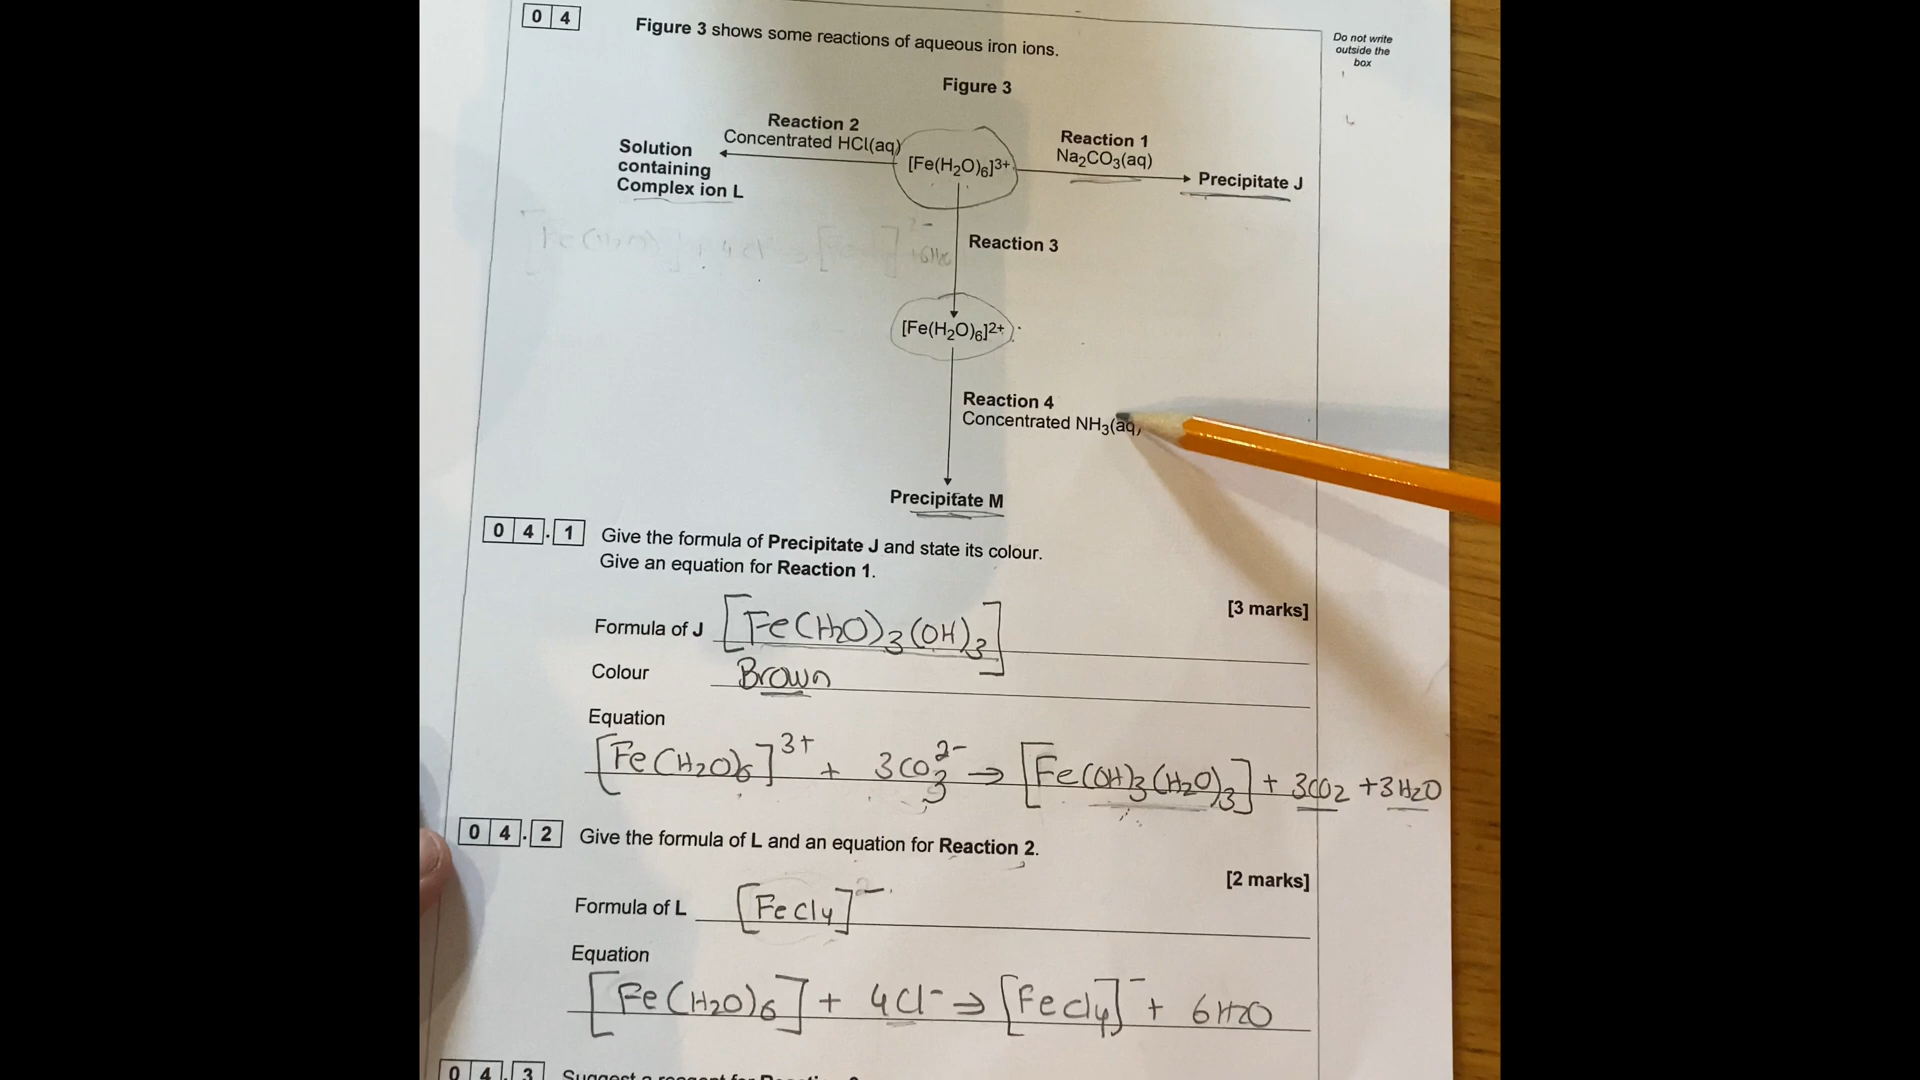 0 4
Figure 3 shows some reactions of aqueous iron ions.
Do not write
outside the
box
Figure 3
Reaction 2
Concentrated HCl(aq)
Solution
containing
Complex ion L
[Fe(H₂O)₆]³⁺
Reaction 1
Na₂CO₃(aq)
Precipitate J
Reaction 3
[Fe(H₂O)₆]²⁺
Reaction 4
Concentrated NH₃(aq)
Precipitate M
0 4 . 1 Give the formula of Precipitate J and state its colour.
Give an equation for Reaction 1.
[3 marks]
Formula of J [Fe(H₂O)₃(OH)₃]
Colour Brown
Equation
[Fe(H₂O)₆]³⁺ + 3CO₃²⁻ → [Fe(OH)₃(H₂O)₃] + 3CO₂ + 3H₂O
0 4 . 2 Give the formula of L and an equation for Reaction 2.
[2 marks]
Formula of L [FeCl₄]⁻
Equation
[Fe(H₂O)₆] + 4Cl⁻ → [FeCl₄]⁻ + 6H₂O
0 4 . 3 Suggest a reagent for